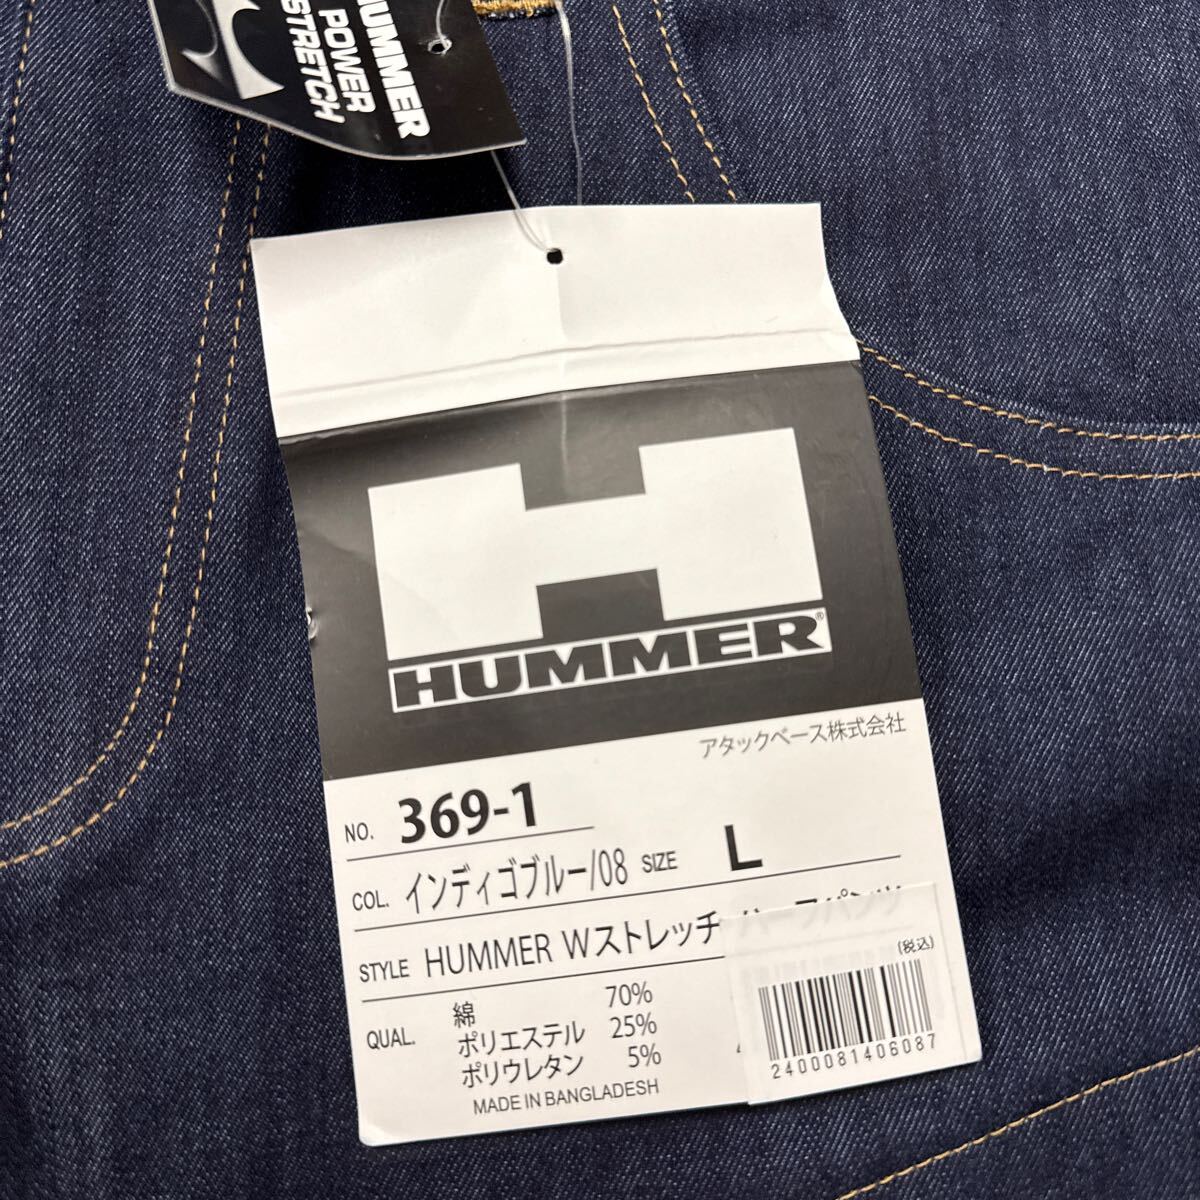 HUMMER
POWER
STRETCH
HUMMER®
アタックベース株式会社
NO. 369-1
COL. インディゴブルー/08 SIZE L
STYLE HUMMER Wストレッチ ハーフパンツ
(税込)
QUAL. 綿 70%
ポリエステル 25%
ポリウレタン 5%
MADE IN BANGLADESH
2400081406087